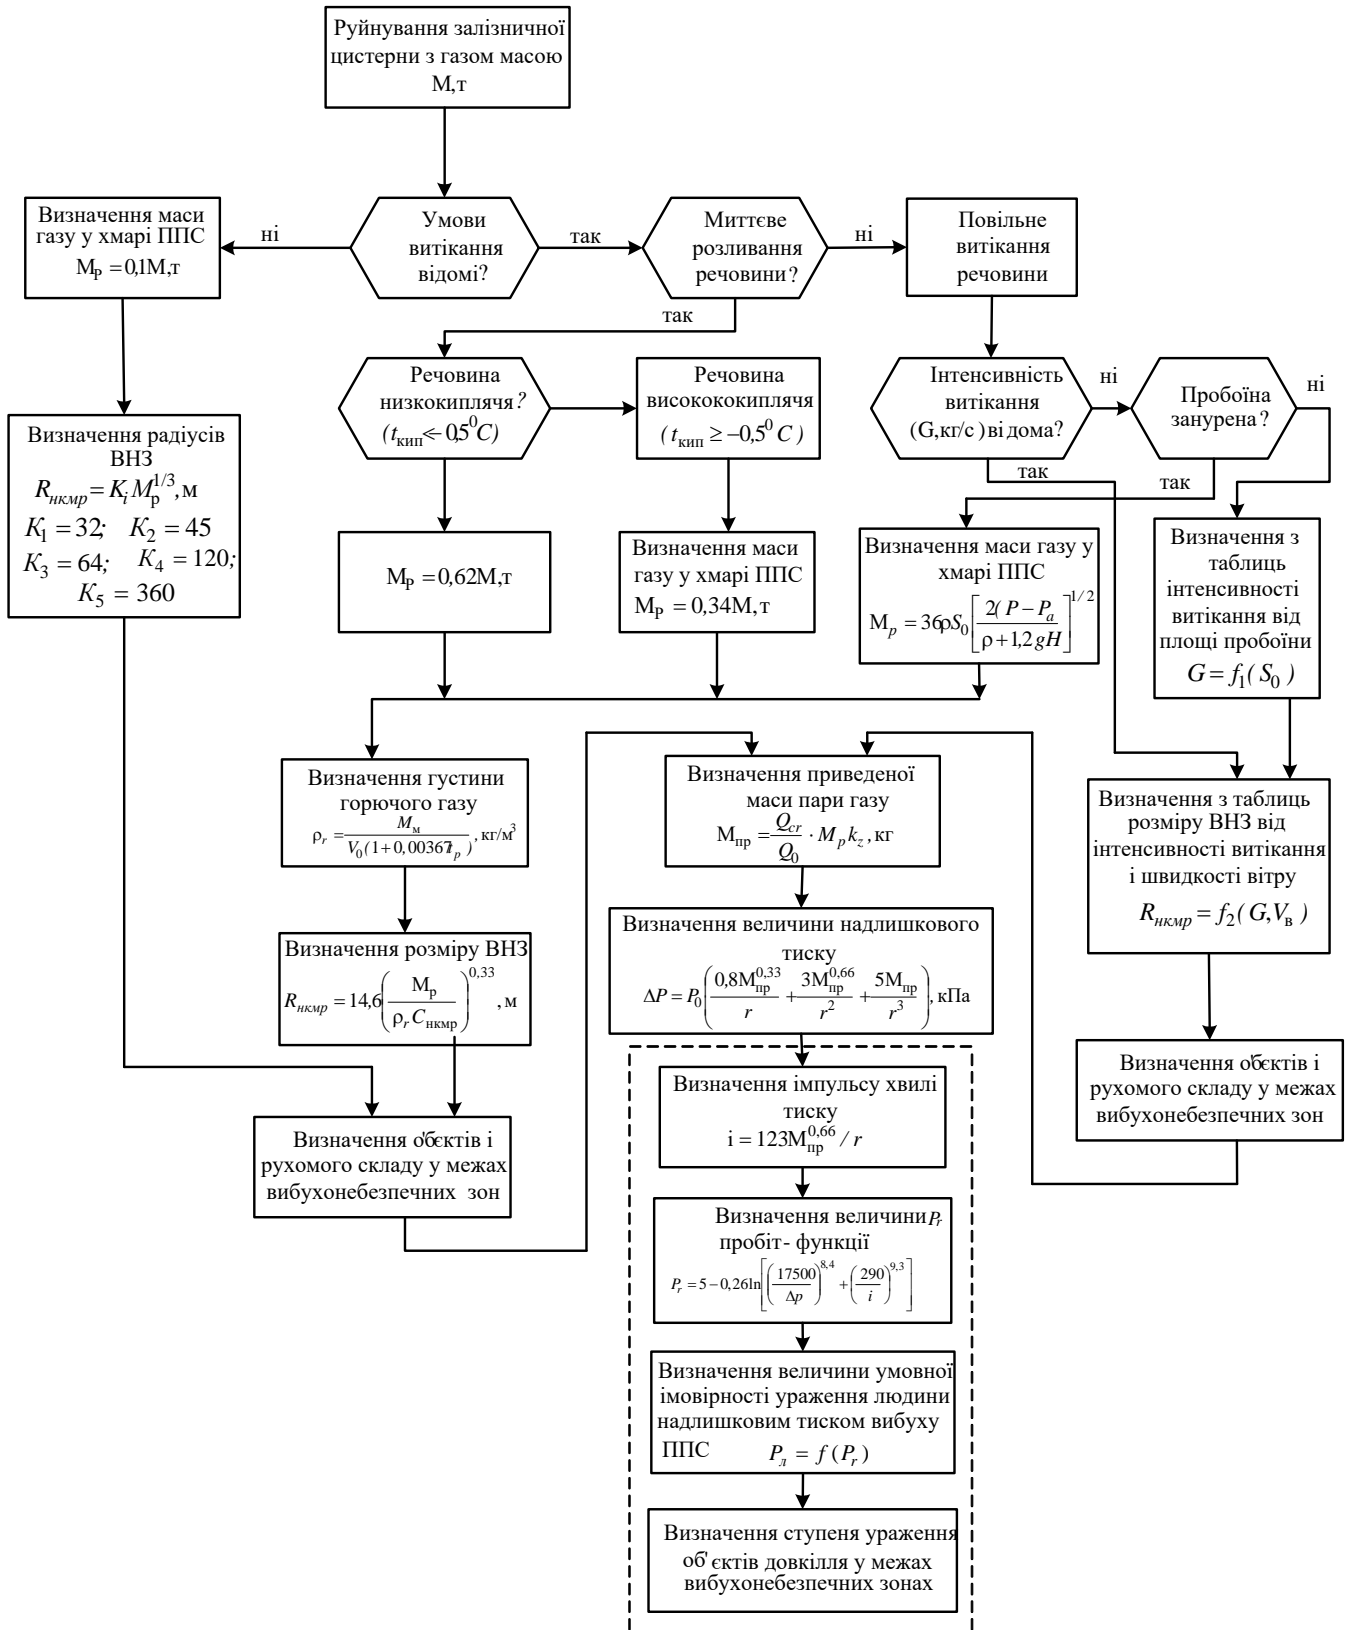 Руйнування залізничної
цистерни з газом масою
М,т
Визначення маси
газу у хмарі ППС
M_P = 0,1M,т
ні
Умови
витікання
відомі?
так
Миттєве
розливання
речовини?
ні
Повільне
витікання
речовини
так
Речовина
низкокиплячя?
(t_кип <- 0,5⁰C)
Речовина
високококиплячя
(t_кип ≥ -0,5⁰C)
Інтенсивність
витікання
(G,кг/с) відома?
ні
Пробоїна
занурена?
ні
так
так
Визначення радіусів
ВНЗ
R_нкмр = K_i M_р^1/3, м
K_1 = 32; K_2 = 45
K_3 = 64; K_4 = 120;
K_5 = 360
M_P = 0,62M,т
Визначення маси
газу у хмарі ППС
M_P = 0,34M,т
Визначення маси газу у
хмарі ППС
M_p = 36ρS_0 [2(P − P_a / ρ + 1,2gH]^1/2
Визначення з
таблиць
інтенсивності
витікання від
площі пробоїни
G = f_1(S_0)
Визначення густини
горючого газу
ρ_r = M_м / V_0(1+0,00367t_p), кг/м³
Визначення приведеної
маси пари газу
M_пр = Q_cr / Q_0 · M_p k_z, кг
Визначення з таблиць
розміру ВНЗ від
інтенсивності витікання
і швидкості вітру
R_нкмр = f_2(G,V_в)
Визначення розміру ВНЗ
R_нкмр = 14,6(M_р / ρ_r C_нкмр)^0,33, м
Визначення величини надлишкового
тиску
ΔP = P_0(0,8M_пр^0,33 / r + 3M_пр^0,66 / r² + 5M_пр / r³), кПа
Визначення об'єктів і
рухомого складу у межах
вибухонебезпечних зон
Визначення об'єктів і
рухомого складу у межах
вибухонебезпечних зон
Визначення імпульсу хвилі
тиску
i = 123M_пр^0,66 / r
Визначення величини P_r
пробіт- функції
P_r = 5 − 0,26ln[(17500 / Δp)^8,4 + (290 / i)^9,3]
Визначення величини умовної
імовірності ураження людини
надлишковим тиском вибуху
ППС P_л = f(P_r)
Визначення ступеня ураження
об'єктів довкілля у межах
вибухонебезпечних зонах